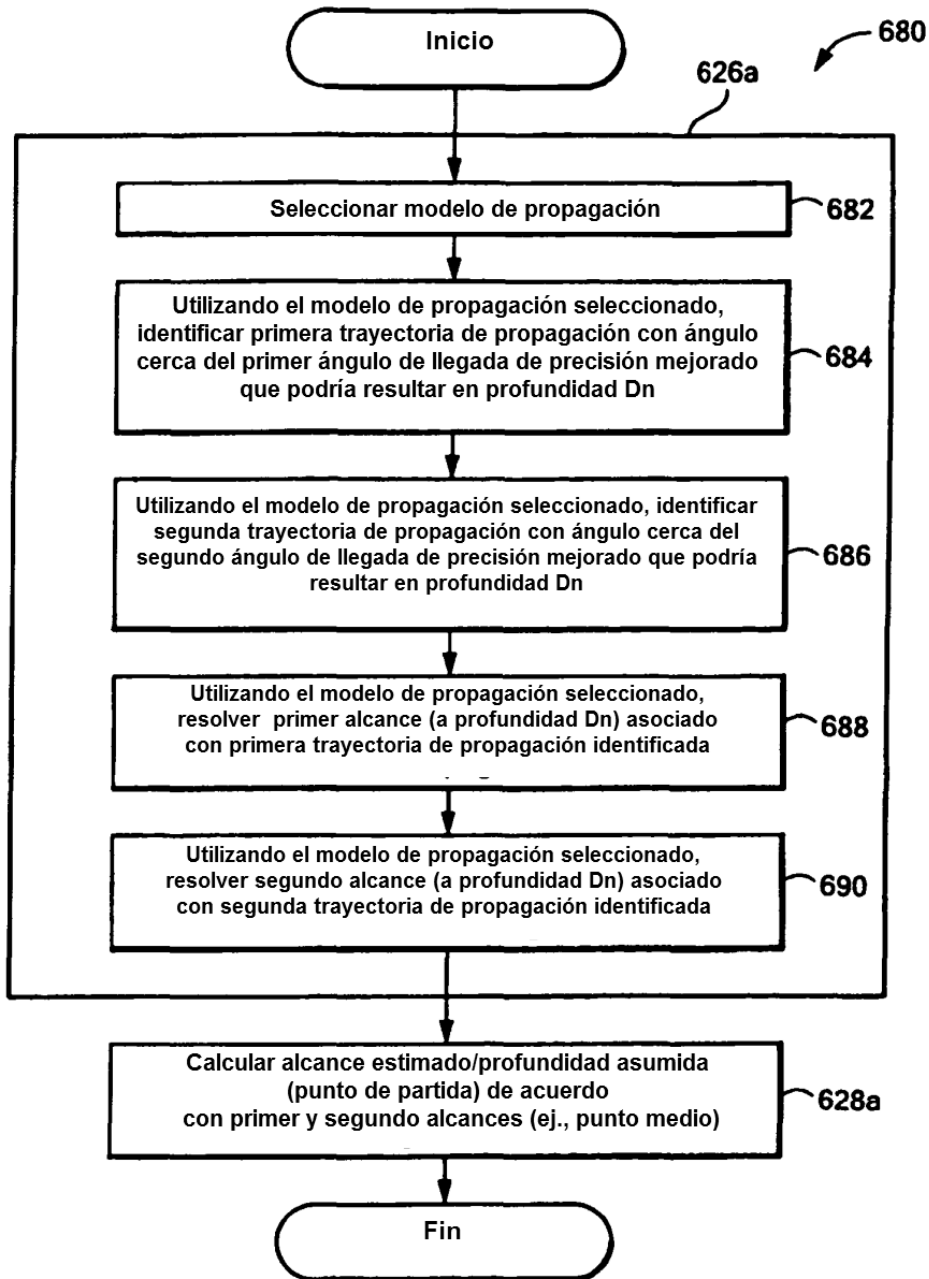 Inicio
680
626a
Seleccionar modelo de propagación
682
Utilizando el modelo de propagación seleccionado,
identificar primera trayectoria de propagación con ángulo
cerca del primer ángulo de llegada de precisión mejorado
que podría resultar en profundidad Dn
684
Utilizando el modelo de propagación seleccionado, identificar
segunda trayectoria de propagación con ángulo cerca del
segundo ángulo de llegada de precisión mejorado que podría
resultar en profundidad Dn
686
Utilizando el modelo de propagación seleccionado,
resolver primer alcance (a profundidad Dn) asociado
con primera trayectoria de propagación identificada
688
Utilizando el modelo de propagación seleccionado,
resolver segundo alcance (a profundidad Dn) asociado
con segunda trayectoria de propagación identificada
690
Calcular alcance estimado/profundidad asumida
(punto de partida) de acuerdo
con primer y segundo alcances (ej., punto medio)
628a
Fin